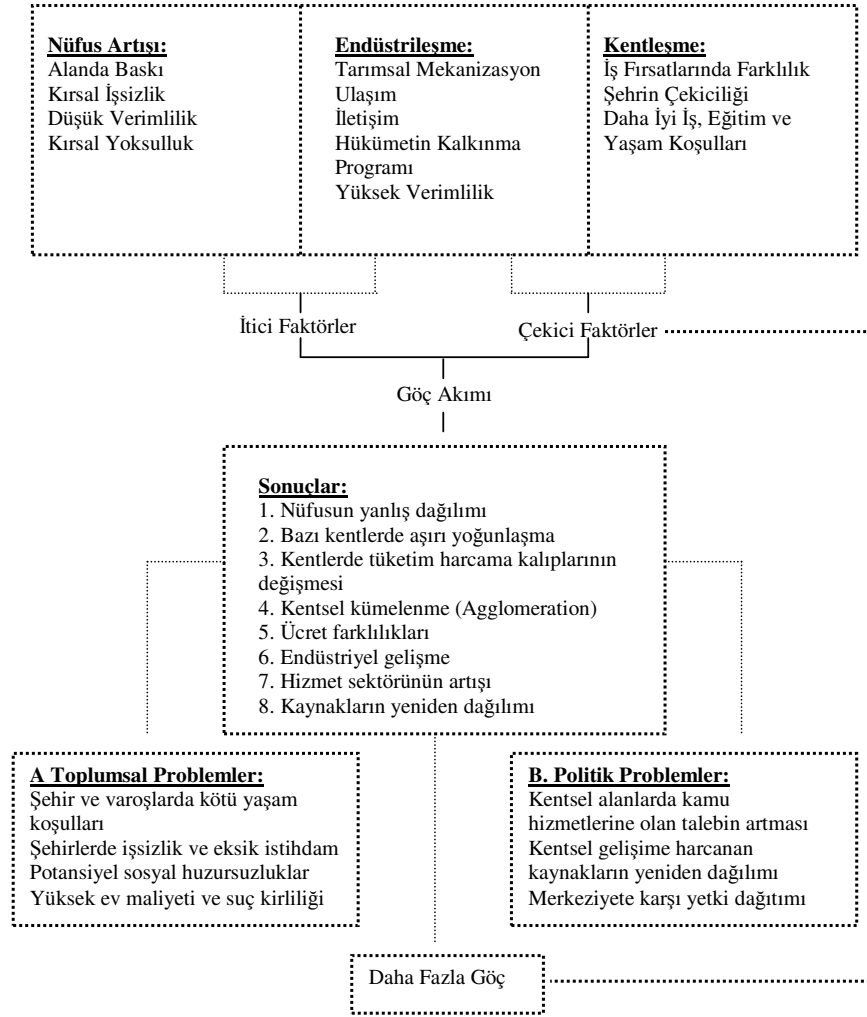 Nüfus Artışı:
Alanda Baskı
Kırsal İşsizlik
Düşük Verimlilik
Kırsal Yoksulluk
Endüstrileşme:
Tarımsal Mekanizasyon
Ulaşım
İletişim
Hükümetin Kalkınma
Programı
Yüksek Verimlilik
Kentleşme:
İş Fırsatlarında Farklılık
Şehrin Çekiciliği
Daha İyi İş, Eğitim ve
Yaşam Koşulları
İtici Faktörler
Çekici Faktörler
Göç Akımı
Sonuçlar:
1. Nüfusun yanlış dağılımı
2. Bazı kentlerde aşırı yoğunlaşma
3. Kentlerde tüketim harcama kalıplarının
değişmesi
4. Kentsel kümelenme (Agglomeration)
5. Ücret farklılıkları
6. Endüstriyel gelişme
7. Hizmet sektörünün artışı
8. Kaynakların yeniden dağılımı
A Toplumsal Problemler:
Şehir ve varoşlarda kötü yaşam
koşulları
Şehirlerde işsizlik ve eksik istihdam
Potansiyel sosyal huzursuzluklar
Yüksek ev maliyeti ve suç kirliliği
B. Politik Problemler:
Kentsel alanlarda kamu
hizmetlerine olan talebin artması
Kentsel gelişime harcanan
kaynakların yeniden dağılımı
Merkeziyete karşı yetki dağıtımı
Daha Fazla Göç